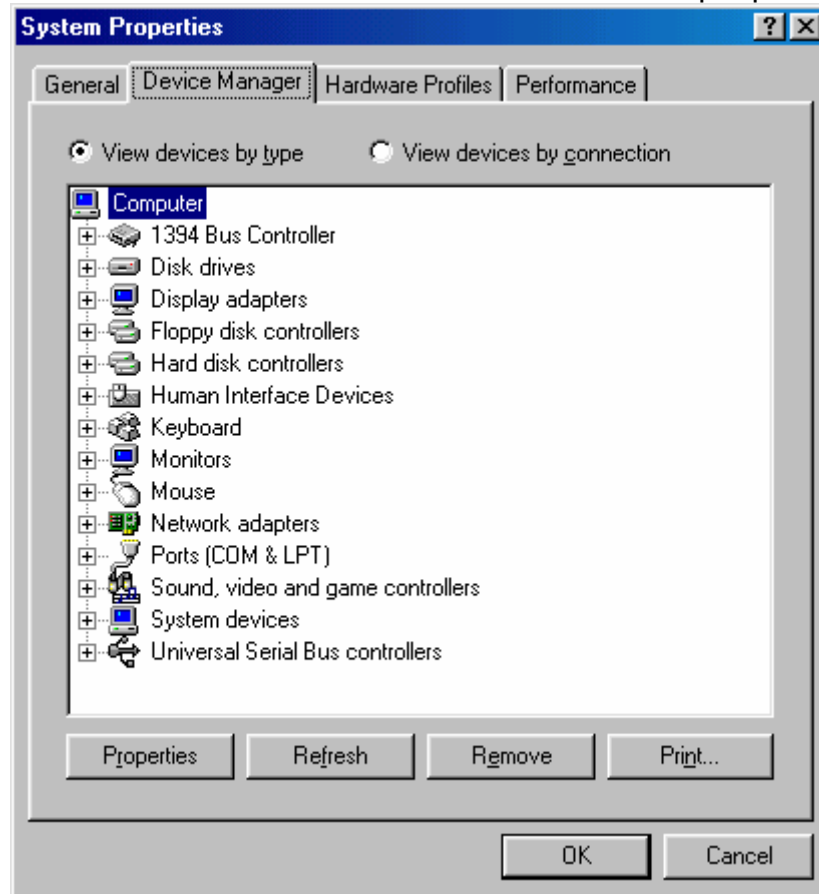 System Properties
General Device Manager Hardware Profiles Performance
View devices by type View devices by connection
Computer
1394 Bus Controller
Disk drives
Display adapters
Floppy disk controllers
Hard disk controllers
Human Interface Devices
Keyboard
Monitors
Mouse
Network adapters
Ports (COM & LPT)
Sound, video and game controllers
System devices
Universal Serial Bus controllers
Properties Refresh Remove Print...
OK Cancel